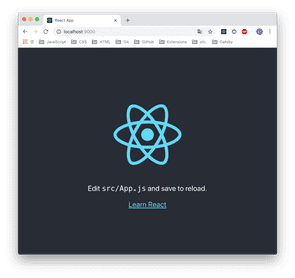 React App
localhost:3000
JavaScript CSS HTML Git Github Extensions etc. Gatsby
Edit src/App.js and save to reload.
Learn React